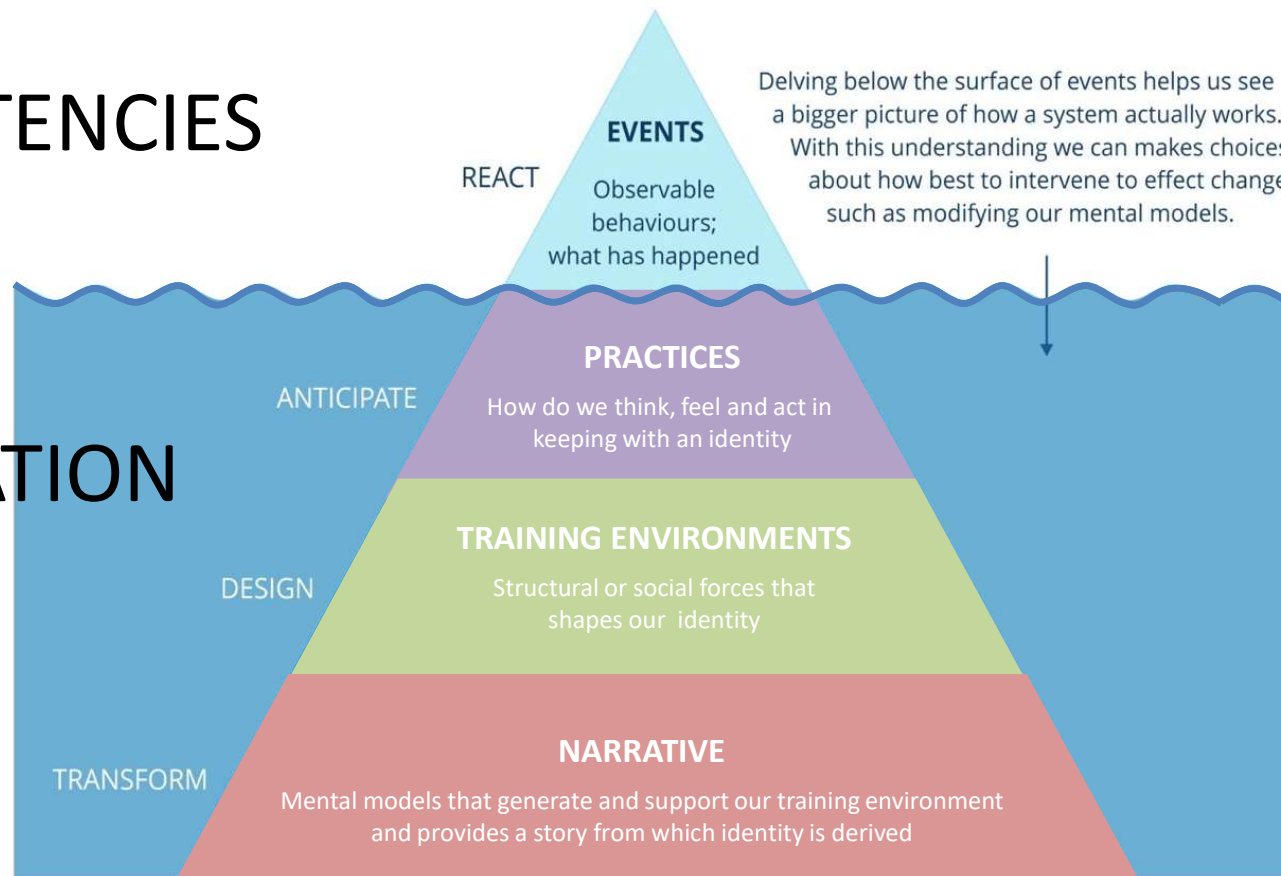 TENCIES
EVENTS
REACT
Observable
behaviours;
what has happened
Delving below the surface of events helps us see
a bigger picture of how a system actually works.
With this understanding we can makes choices
about how best to intervene to effect change
such as modifying our mental models.
PRACTICES
ANTICIPATE
How do we think, feel and act in
keeping with an identity
ATION
TRAINING ENVIRONMENTS
DESIGN
Structural or social forces that
shapes our identity
NARRATIVE
TRANSFORM
Mental models that generate and support our training environment
and provides a story from which identity is derived